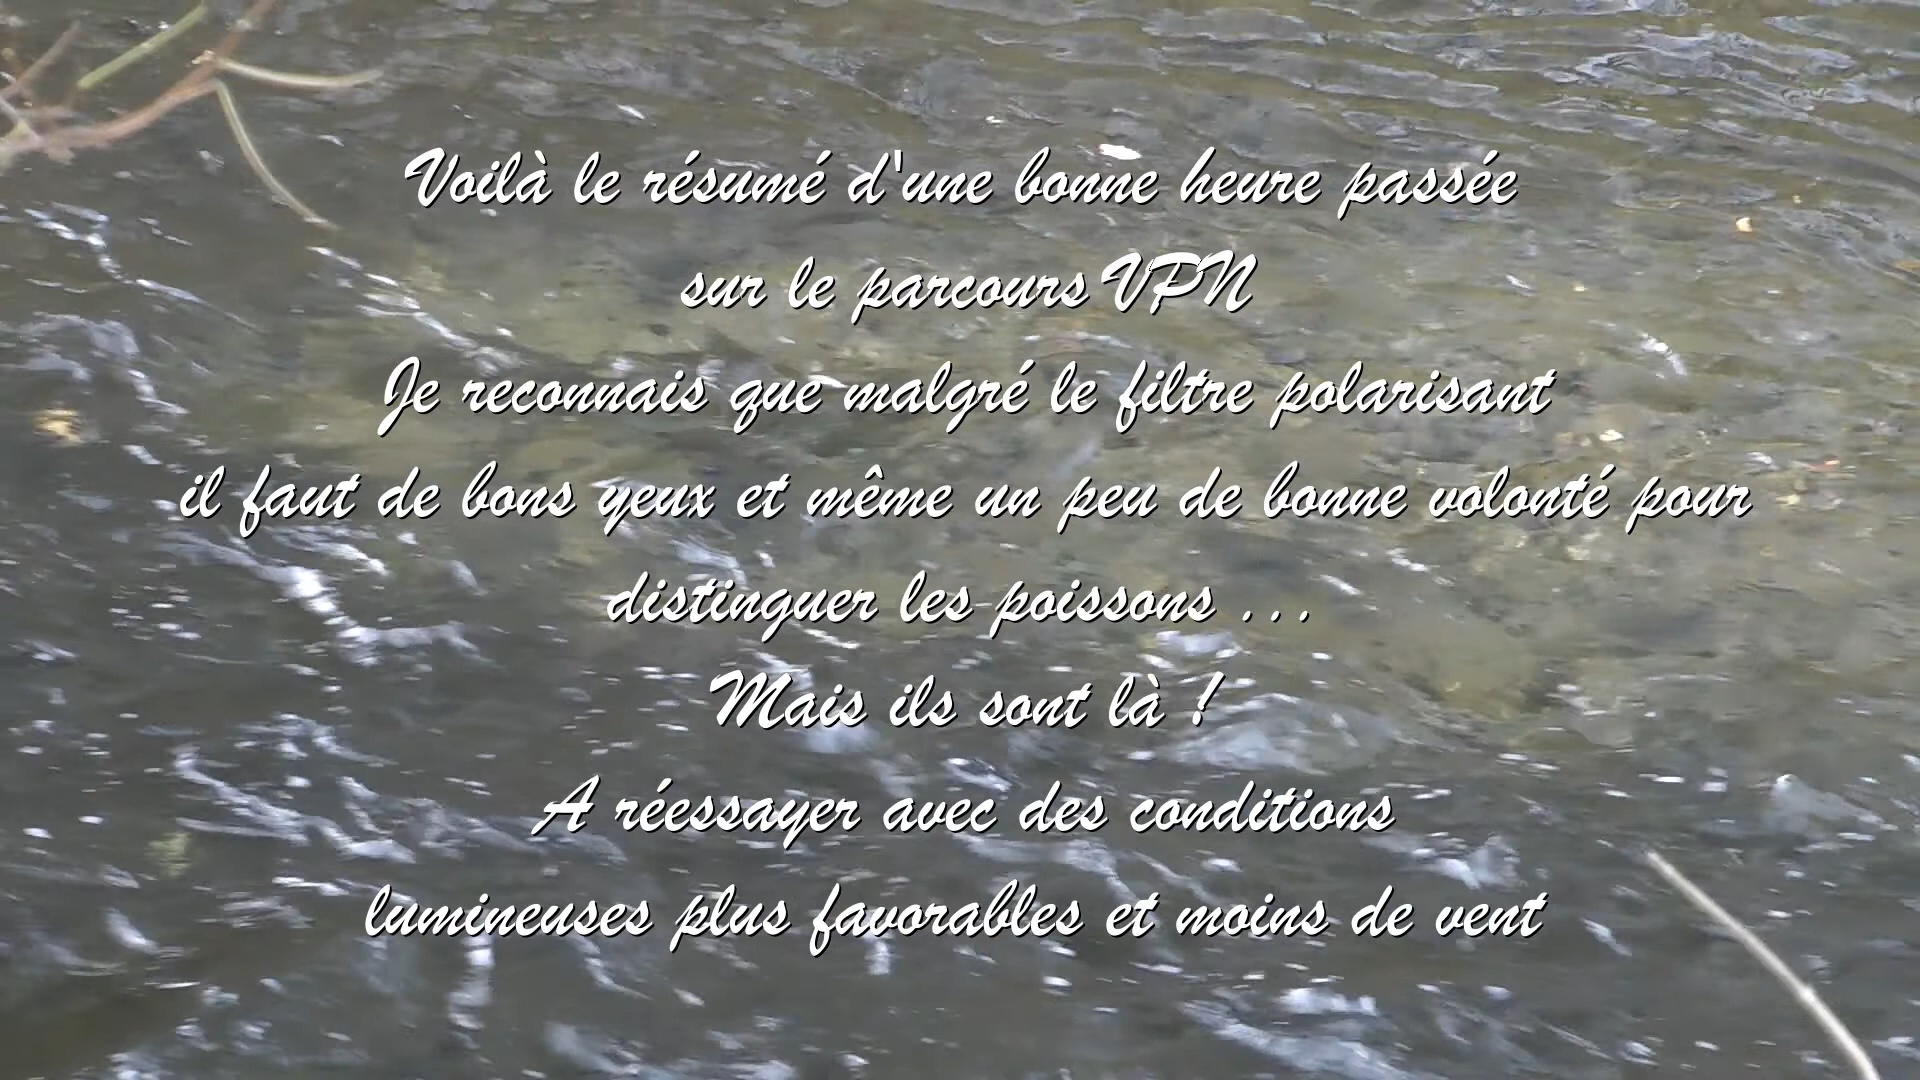 Voilà le résumé d'une bonne heure passée
sur le parcours VPN
Je reconnais que malgré le filtre polarisant
il faut de bons yeux et même un peu de bonne volonté pour
distinguer les poissons ...
Mais ils sont là !
A réessayer avec des conditions
lumineuses plus favorables et moins de vent